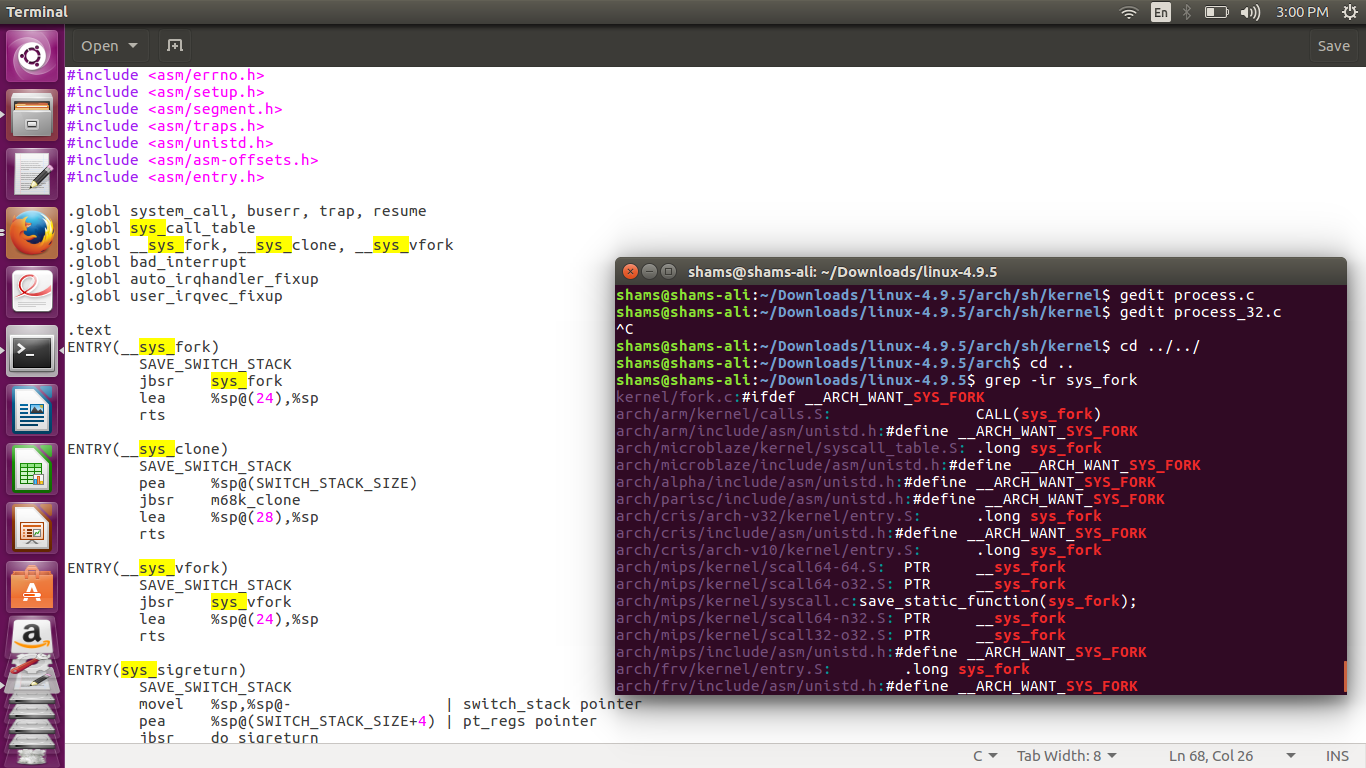 Terminal
En
3:00 PM
Open
Save
#include <asm/errno.h>
#include <asm/setup.h>
#include <asm/segment.h>
#include <asm/traps.h>
#include <asm/unistd.h>
#include <asm/asm-offsets.h>
#include <asm/entry.h>
.globl system_call, buserr, trap, resume
.globl sys_call_table
.globl __sys_fork, __sys_clone, __sys_vfork
.globl bad_interrupt
.globl auto_irqhandler_fixup
.globl user_irqvec_fixup
.text
ENTRY(__sys_fork)
SAVE_SWITCH_STACK
jbsr sys_fork
lea %sp@(24),%sp
rts
ENTRY(__sys_clone)
SAVE_SWITCH_STACK
pea %sp@(SWITCH_STACK_SIZE)
jbsr m68k_clone
lea %sp@(28),%sp
rts
ENTRY(__sys_vfork)
SAVE_SWITCH_STACK
jbsr sys_vfork
lea %sp@(24),%sp
rts
ENTRY(sys_sigreturn)
SAVE_SWITCH_STACK
movel %sp,%sp@- | switch_stack pointer
pea %sp@(SWITCH_STACK_SIZE+4) | pt_regs pointer
jbsr do_sigreturn
shams@shams-ali: ~/Downloads/linux-4.9.5
shams@shams-ali:~/Downloads/linux-4.9.5/arch/sh/kernel$ gedit process.c
shams@shams-ali:~/Downloads/linux-4.9.5/arch/sh/kernel$ gedit process_32.c
^C
shams@shams-ali:~/Downloads/linux-4.9.5/arch/sh/kernel$ cd ../../
shams@shams-ali:~/Downloads/linux-4.9.5/arch$ cd ..
shams@shams-ali:~/Downloads/linux-4.9.5$ grep -ir sys_fork
kernel/fork.c:#ifdef __ARCH_WANT_SYS_FORK
arch/arm/kernel/calls.S: CALL(sys_fork)
arch/arm/include/asm/unistd.h:#define __ARCH_WANT_SYS_FORK
arch/microblaze/kernel/syscall_table.S: .long sys_fork
arch/microblaze/include/asm/unistd.h:#define __ARCH_WANT_SYS_FORK
arch/alpha/include/asm/unistd.h:#define __ARCH_WANT_SYS_FORK
arch/parisc/include/asm/unistd.h:#define __ARCH_WANT_SYS_FORK
arch/cris/arch-v32/kernel/entry.S: .long sys_fork
arch/cris/include/asm/unistd.h:#define __ARCH_WANT_SYS_FORK
arch/cris/arch-v10/kernel/entry.S: .long sys_fork
arch/mips/kernel/scall64-64.S: PTR __sys_fork
arch/mips/kernel/scall64-o32.S: PTR __sys_fork
arch/mips/kernel/syscall.c:save_static_function(sys_fork);
arch/mips/kernel/scall64-n32.S: PTR __sys_fork
arch/mips/kernel/scall32-o32.S: PTR __sys_fork
arch/mips/include/asm/unistd.h:#define __ARCH_WANT_SYS_FORK
arch/frv/kernel/entry.S: .long sys_fork
arch/frv/include/asm/unistd.h:#define __ARCH_WANT_SYS_FORK
C
Tab Width: 8
Ln 68, Col 26
INS